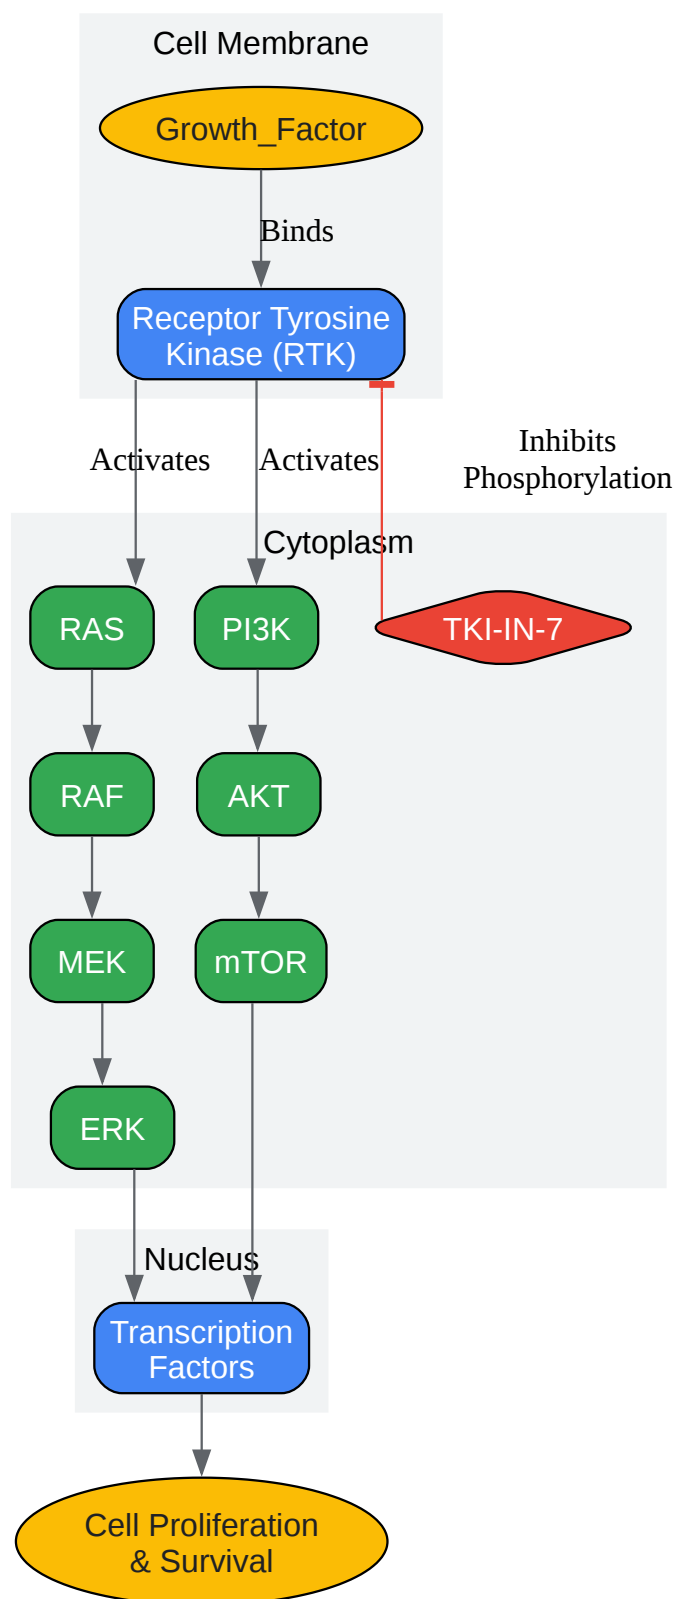 Cell Membrane
Growth_Factor
Binds
Receptor Tyrosine
Kinase (RTK)
Activates
Activates
Inhibits
Phosphorylation
Cytoplasm
RAS
PI3K
TKI-IN-7
RAF
AKT
MEK
mTOR
ERK
Nucleus
Transcription
Factors
Cell Proliferation
& Survival